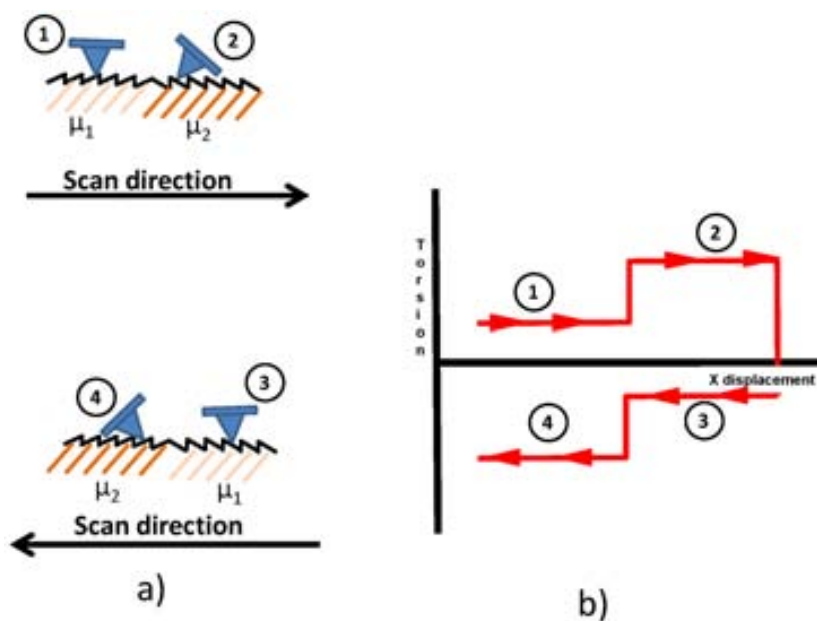 1
2
μ1
μ2
Scan direction
4
3
μ2
μ1
Scan direction
a)
Torsion
1
2
X displacement
4
3
b)